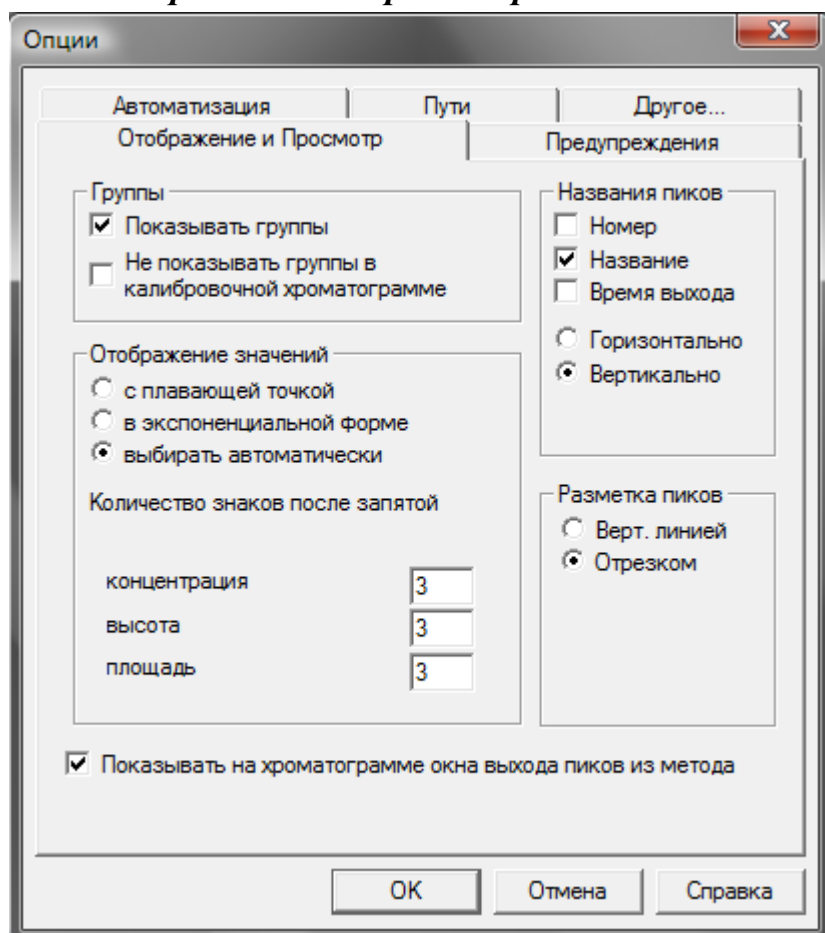 Опции
Автоматизация
Пути
Другое...
Отображение и Просмотр
Предупреждения
Группы
Показывать группы
Не показывать группы в
калибровочной хроматограмме
Отображение значений
с плавающей точкой
в экспоненциальной форме
выбирать автоматически
Количество знаков после запятой
концентрация 3
высота 3
площадь 3
Названия пиков
Номер
Название
Время выхода
Горизонтально
Вертикально
Разметка пиков
Верт. линией
Отрезком
Показывать на хроматограмме окна выхода пиков из метода
OK
Отмена
Справка